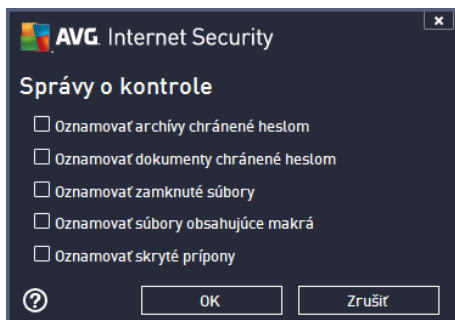 AVG. Internet Security
Správy o kontrole
Oznamovať archívy chránené heslom
Oznamovať dokumenty chránené heslom
Oznamovať zamknuté súbory
Oznamovať súbory obsahujúce makrá
Oznamovať skryté prípony
? OK Zrušiť